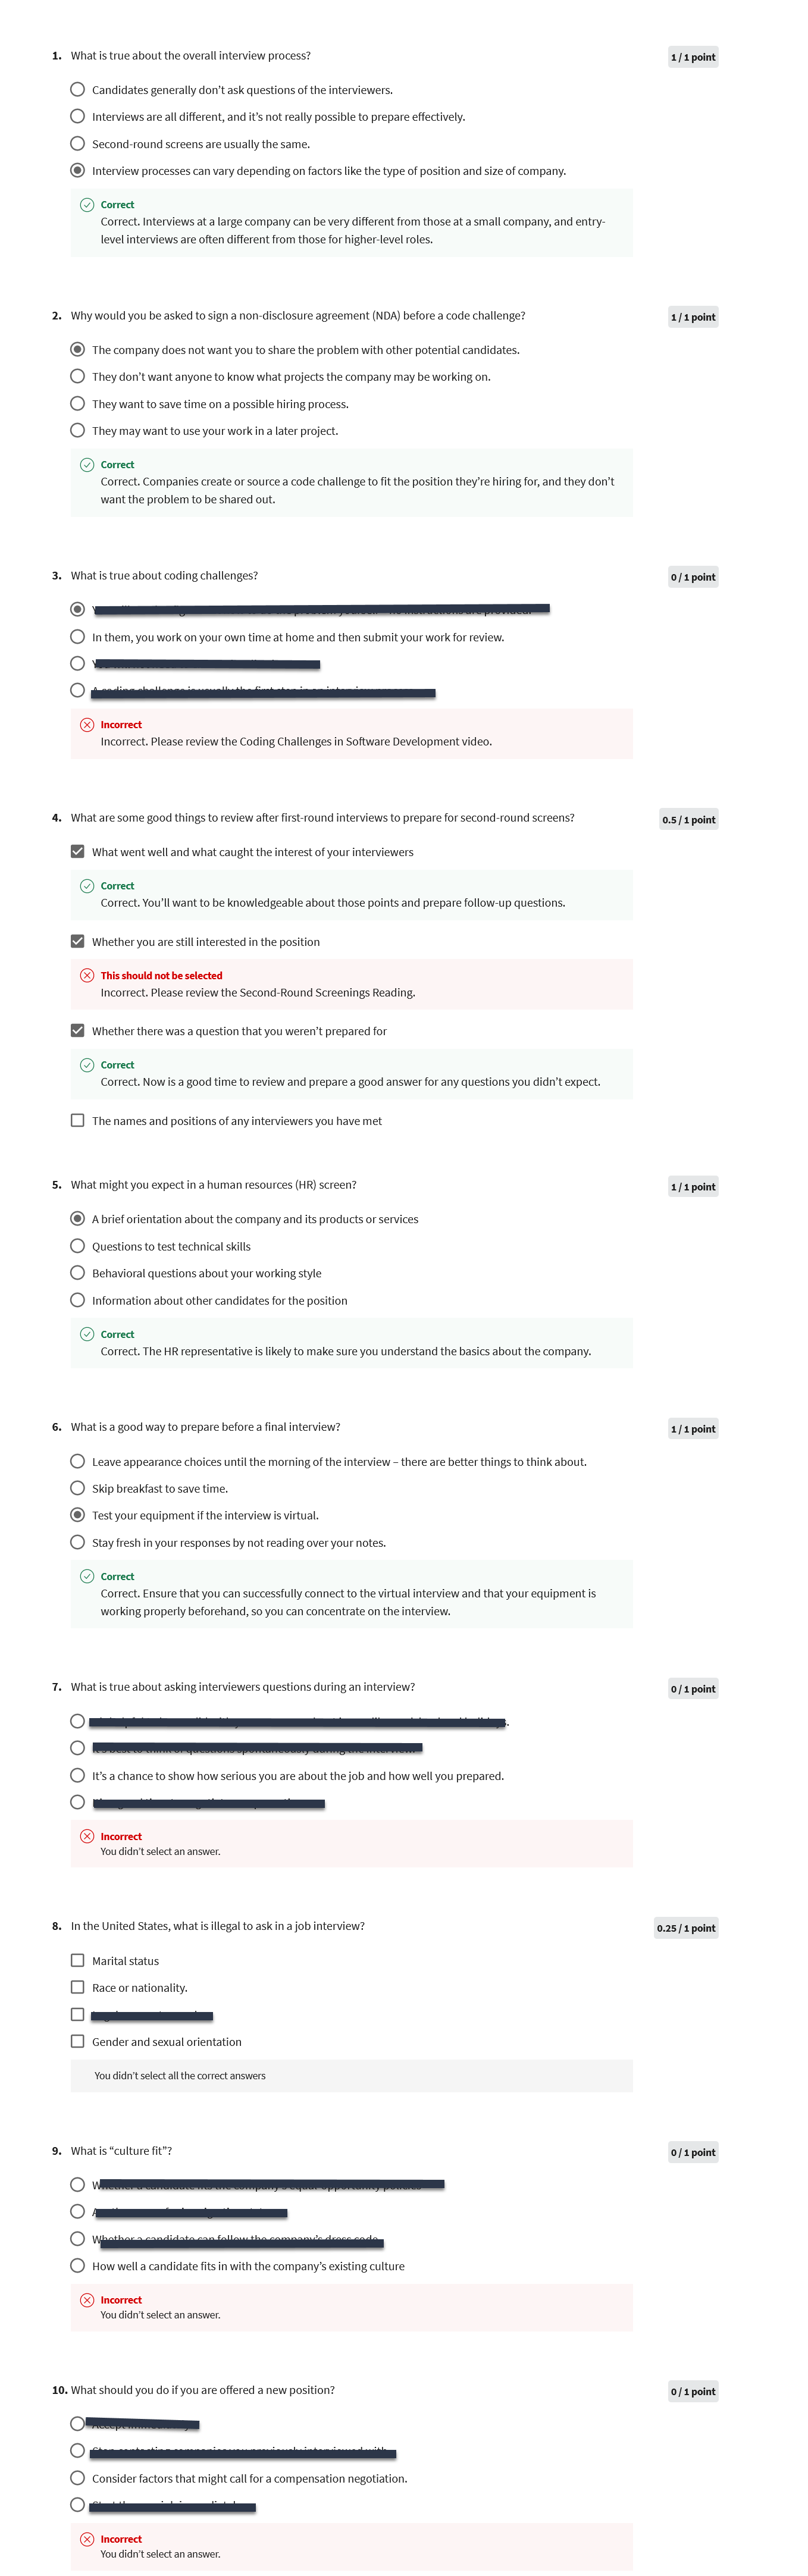 1. What is true about the overall interview process?
1 / 1 point
Candidates generally don’t ask questions of the interviewers.
Interviews are all different, and it’s not really possible to prepare effectively.
Second-round screens are usually the same.
Interview processes can vary depending on factors like the type of position and size of company.
Correct
Correct. Interviews at a large company can be very different from those at a small company, and entry-
level interviews are often different from those for higher-level roles.
2. Why would you be asked to sign a non-disclosure agreement (NDA) before a code challenge?
1 / 1 point
The company does not want you to share the problem with other potential candidates.
They don’t want anyone to know what projects the company may be working on.
They want to save time on a possible hiring process.
They may want to use your work in a later project.
Correct
Correct. Companies create or source a code challenge to fit the position they’re hiring for, and they don’t
want the problem to be shared out.
3. What is true about coding challenges?
0 / 1 point
In them, you work on your own time at home and then submit your work for review.
Incorrect
Incorrect. Please review the Coding Challenges in Software Development video.
4. What are some good things to review after first-round interviews to prepare for second-round screens?
0.5 / 1 point
What went well and what caught the interest of your interviewers
Correct
Correct. You’ll want to be knowledgeable about those points and prepare follow-up questions.
Whether you are still interested in the position
This should not be selected
Incorrect. Please review the Second-Round Screenings Reading.
Whether there was a question that you weren’t prepared for
Correct
Correct. Now is a good time to review and prepare a good answer for any questions you didn’t expect.
The names and positions of any interviewers you have met
5. What might you expect in a human resources (HR) screen?
1 / 1 point
A brief orientation about the company and its products or services
Questions to test technical skills
Behavioral questions about your working style
Information about other candidates for the position
Correct
Correct. The HR representative is likely to make sure you understand the basics about the company.
6. What is a good way to prepare before a final interview?
1 / 1 point
Leave appearance choices until the morning of the interview – there are better things to think about.
Skip breakfast to save time.
Test your equipment if the interview is virtual.
Stay fresh in your responses by not reading over your notes.
Correct
Correct. Ensure that you can successfully connect to the virtual interview and that your equipment is
working properly beforehand, so you can concentrate on the interview.
7. What is true about asking interviewers questions during an interview?
0 / 1 point
It’s a chance to show how serious you are about the job and how well you prepared.
Incorrect
You didn’t select an answer.
8. In the United States, what is illegal to ask in a job interview?
0.25 / 1 point
Marital status
Race or nationality.
Gender and sexual orientation
You didn’t select all the correct answers
9. What is “culture fit”?
0 / 1 point
Whether a candidate can follow the company’s dress code
How well a candidate fits in with the company’s existing culture
Incorrect
You didn’t select an answer.
10. What should you do if you are offered a new position?
0 / 1 point
Consider factors that might call for a compensation negotiation.
Incorrect
You didn’t select an answer.